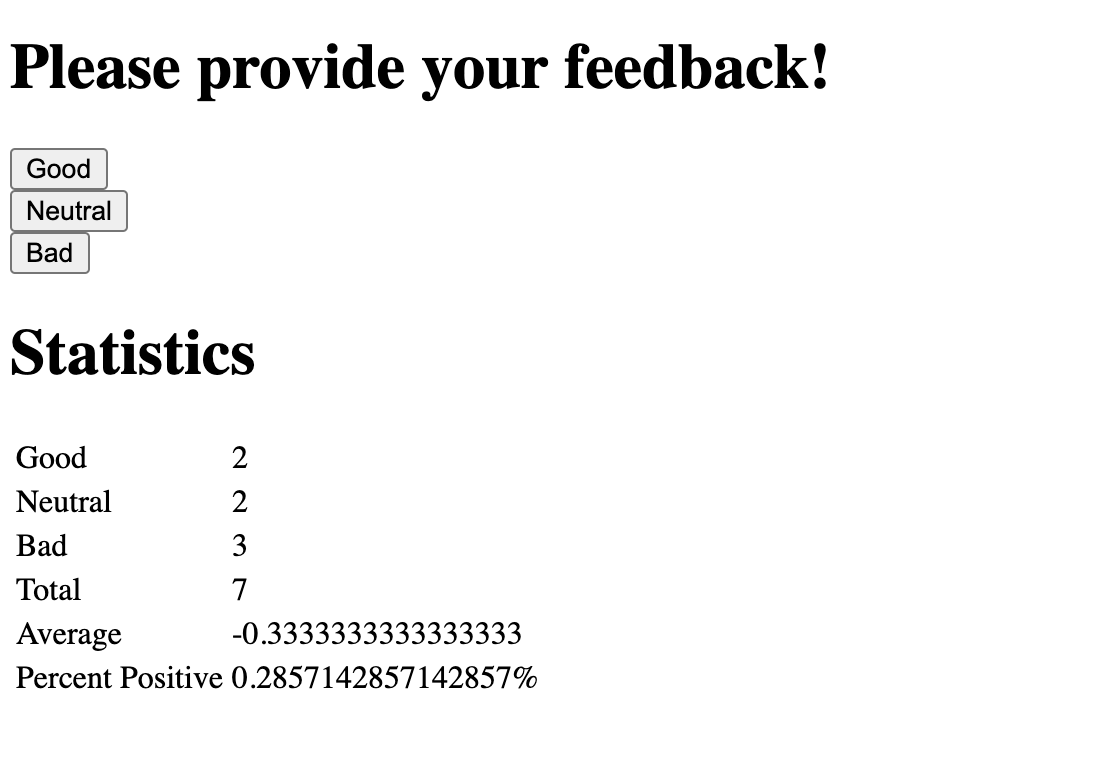 Please provide your feedback!
Good
Neutral
Bad
Statistics
Good 2
Neutral 2
Bad 3
Total 7
Average -0.3333333333333333
Percent Positive 0.2857142857142857%